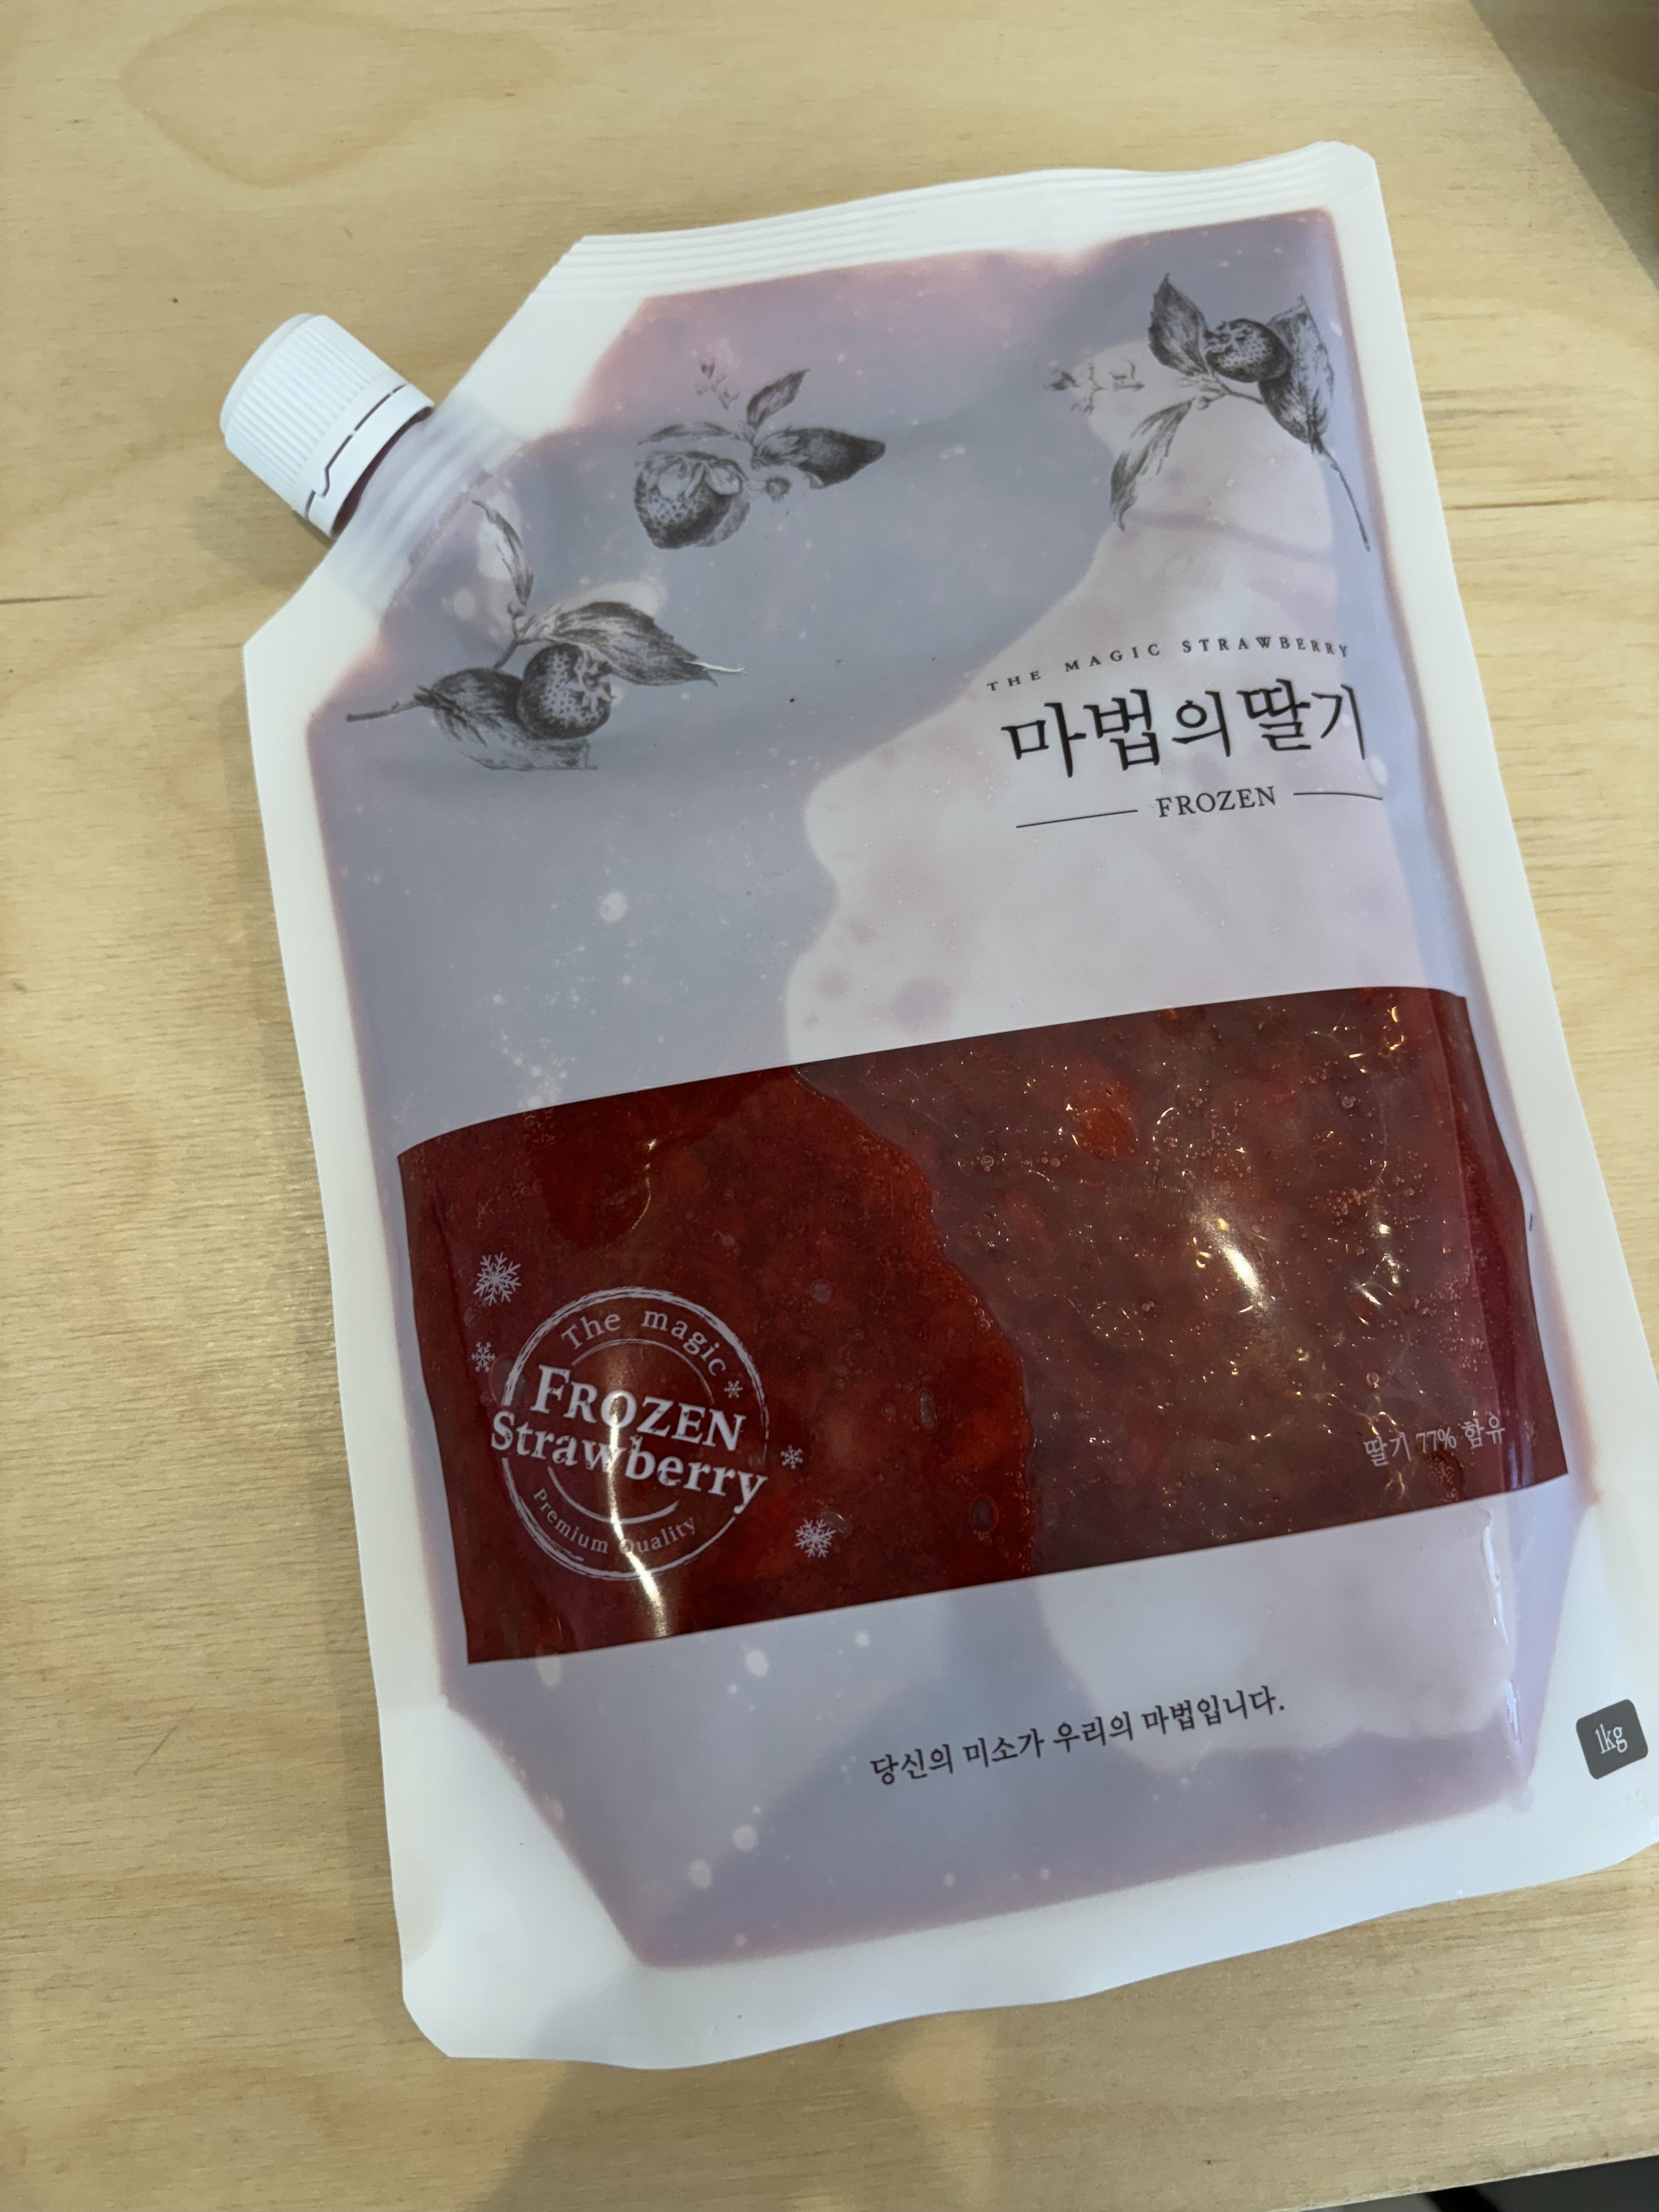 THE MAGIC STRAWBERRY
마법의딸기
FROZEN
The magic
FROZEN
Strawberry
Premium Quality
딸기 77% 함유
당신의 미소가 우리의 마법입니다.
1kg